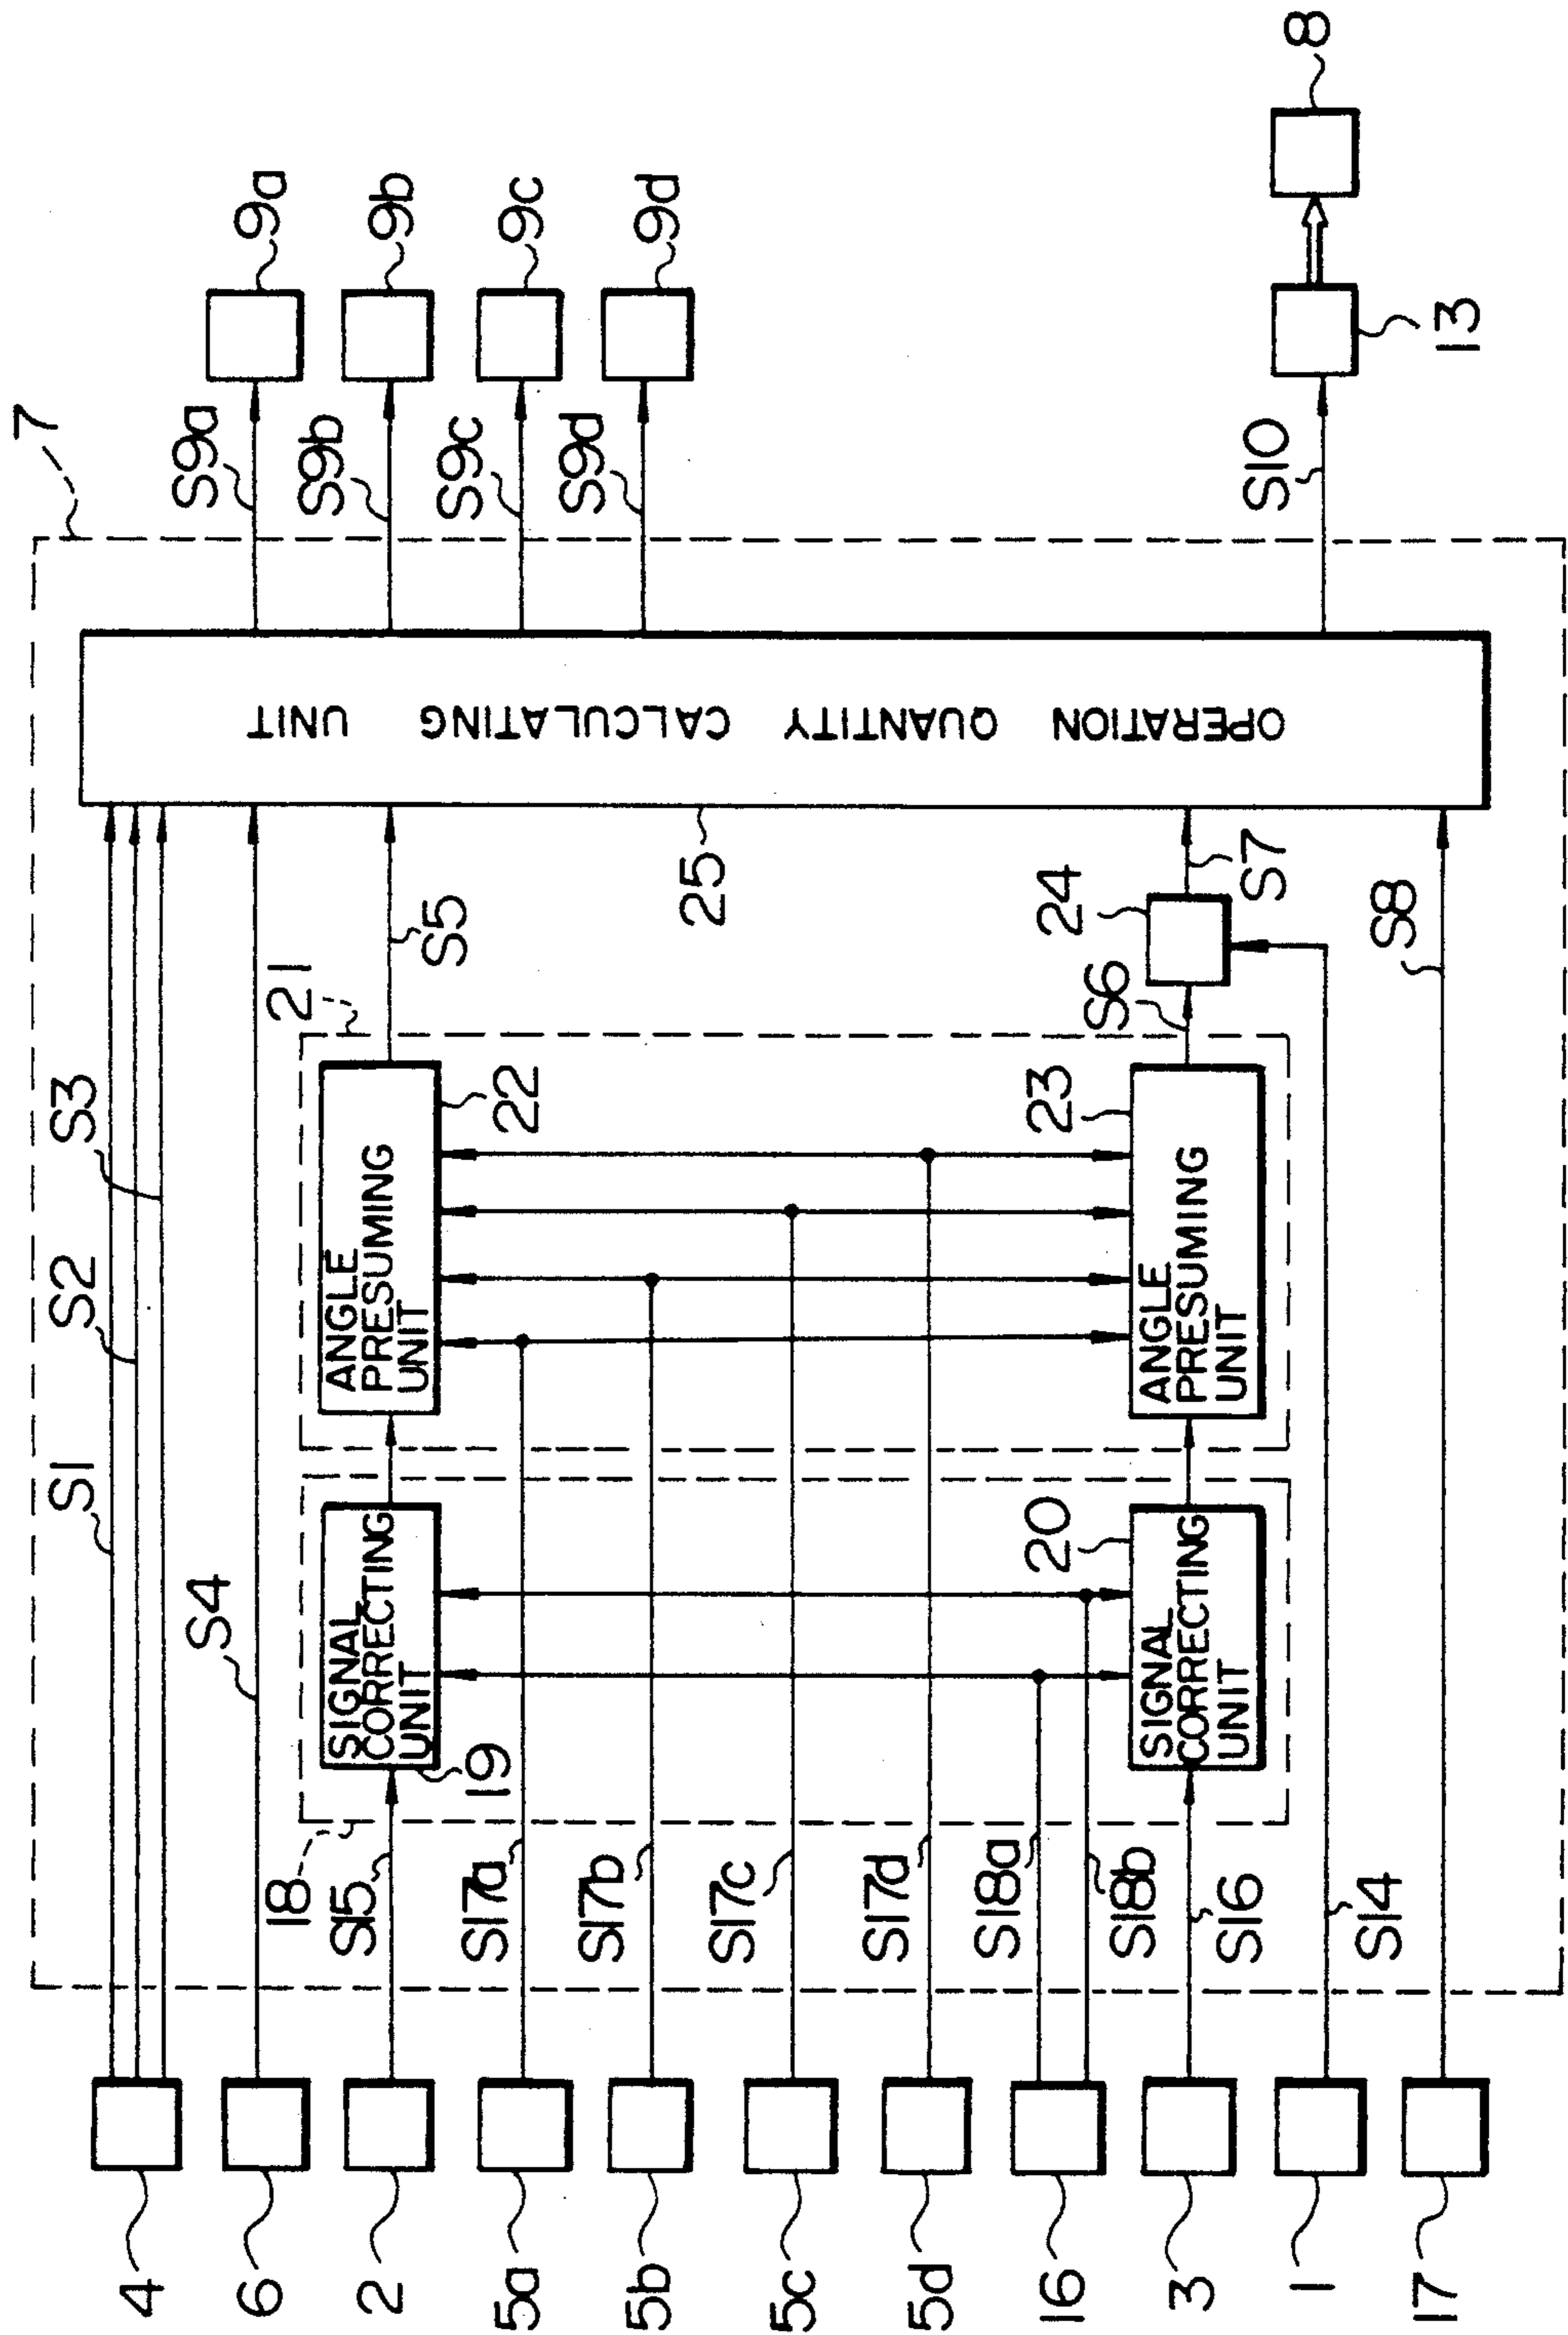 7
S1
S2
S3
S4
S5
S6
S7
S8
S9a
S9b
S9c
S9d
S10
S14
S15
S16
S17a
S17b
S17c
S17d
S18a
S18b
4
6
2
5a
5b
5c
5d
16
3
1
17
18
19
SIGNAL
CORRECTING
UNIT
20
SIGNAL
CORRECTING
UNIT
21
22
ANGLE
PRESUMING
UNIT
23
ANGLE
PRESUMING
UNIT
24
25
OPERATION QUANTITY CALCULATING UNIT
9a
9b
9c
9d
13
8